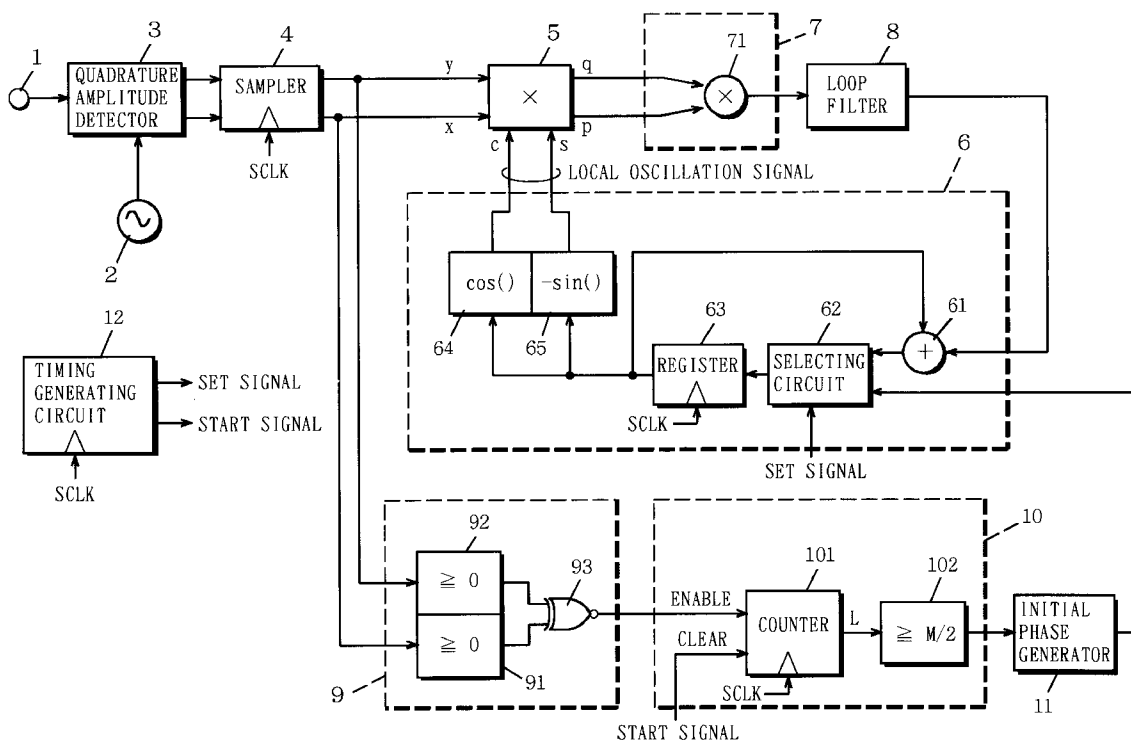 1
3
QUADRATURE
AMPLITUDE
DETECTOR
2
4
SAMPLER
SCLK
y
x
5
×
q
p
c
s
LOCAL OSCILLATION SIGNAL
7
71
×
8
LOOP
FILTER
6
cos()
-sin()
64
65
63
REGISTER
SCLK
62
SELECTING
CIRCUIT
61
+
SET SIGNAL
12
TIMING
GENERATING
CIRCUIT
SCLK
SET SIGNAL
START SIGNAL
92
≧ 0
≧ 0
91
93
9
10
ENABLE
CLEAR
101
COUNTER
SCLK
START SIGNAL
L
102
≧ M/2
INITIAL
PHASE
GENERATOR
11